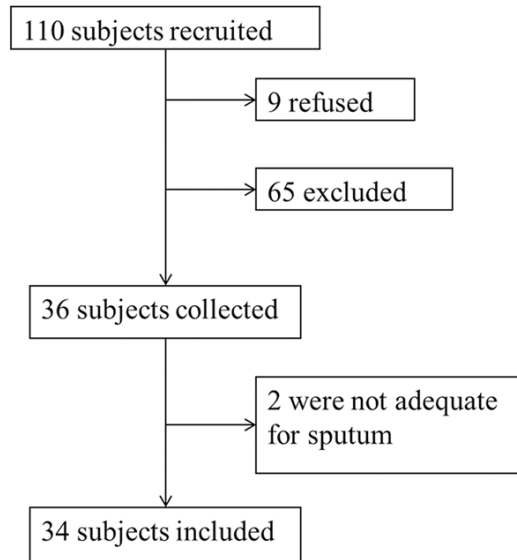 110 subjects recruited
9 refused
65 excluded
36 subjects collected
2 were not adequate
for sputum
34 subjects included